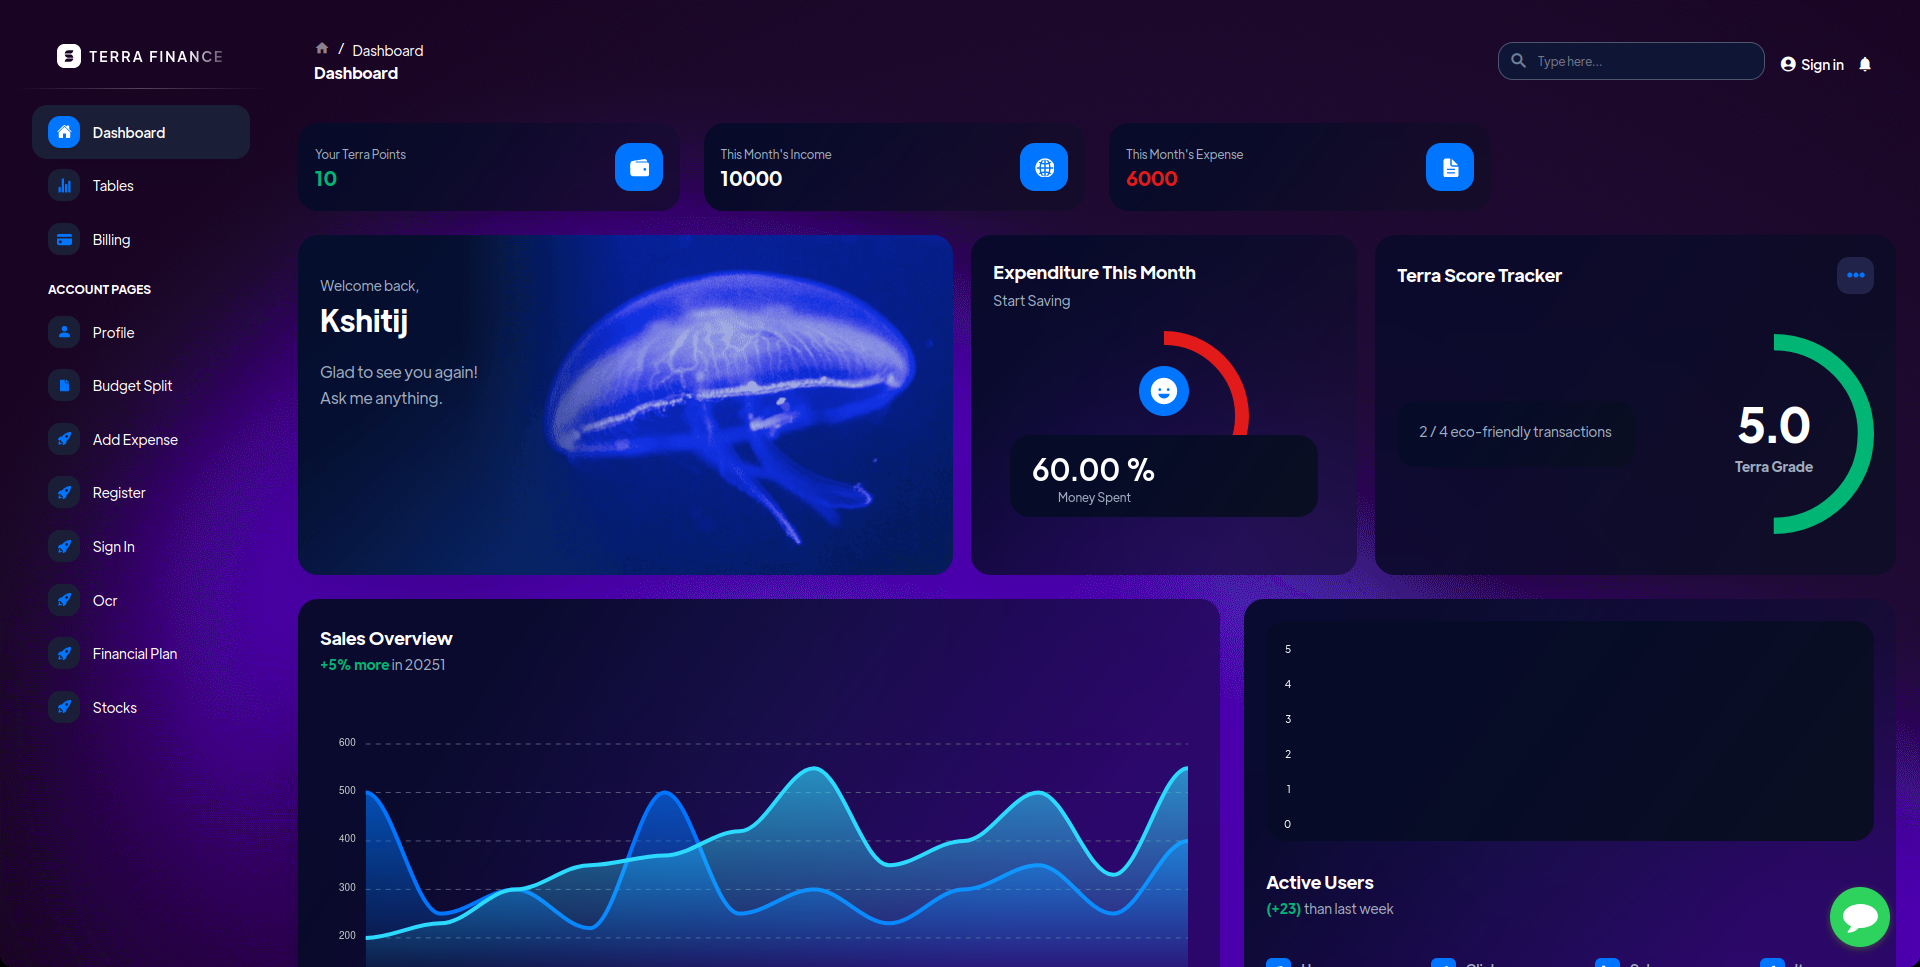 TERRA FINANCE
/ Dashboard
Dashboard
Type here...
Sign in
Dashboard
Tables
Billing
ACCOUNT PAGES
Profile
Budget Split
Add Expense
Register
Sign In
Ocr
Financial Plan
Stocks
Your Terra Points
10
This Month's Income
10000
This Month's Expense
6000
Welcome back,
Kshitij
Glad to see you again!
Ask me anything.
Expenditure This Month
Start Saving
60.00 %
Money Spent
Terra Score Tracker
2 / 4 eco-friendly transactions
5.0
Terra Grade
Sales Overview
+5% more in 20251
600
500
400
300
200
5
4
3
2
1
0
Active Users
(+23) than last week